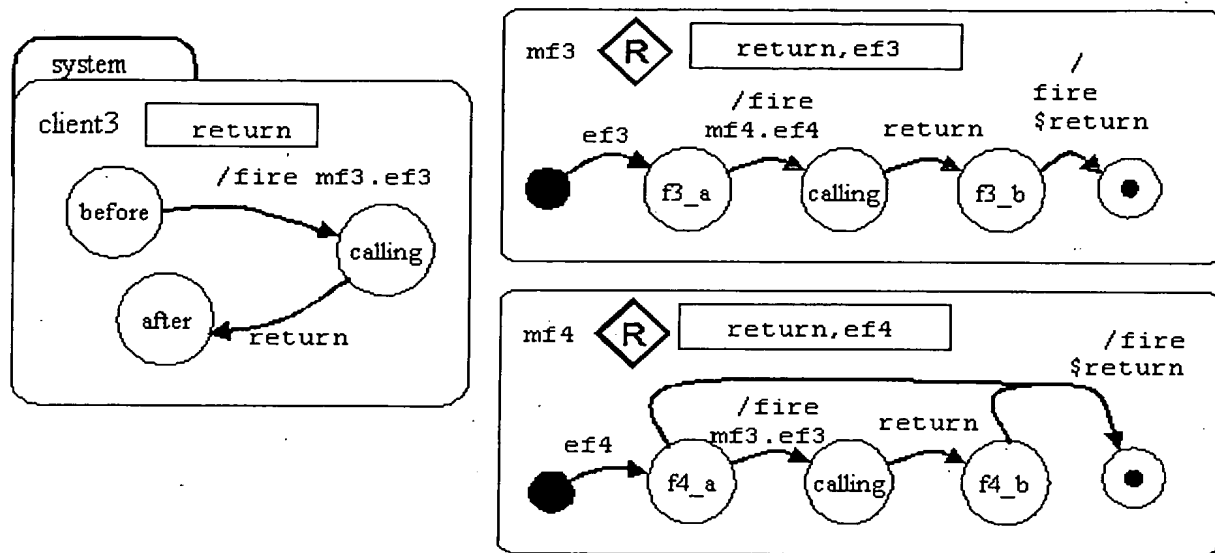 system
client3
return
/fire mf3.ef3
before
calling
after
return
mf3
R
return,ef3
ef3
/fire
mf4.ef4
return
/
fire
$return
f3_a
calling
f3_b
mf4
R
return,ef4
ef4
/fire
mf3.ef3
return
/fire
$return
f4_a
calling
f4_b